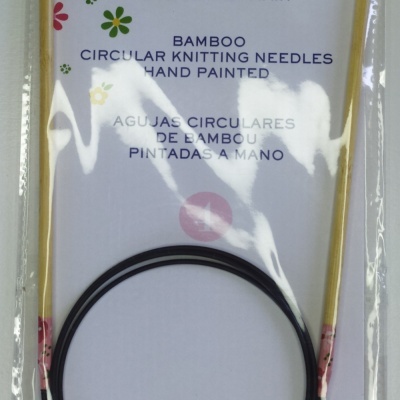 BAMBOO
CIRCULAR KNITTING NEEDLES
HAND PAINTED
AGUJAS CIRCULARES
DE BAMBOU
PINTADAS A MANO